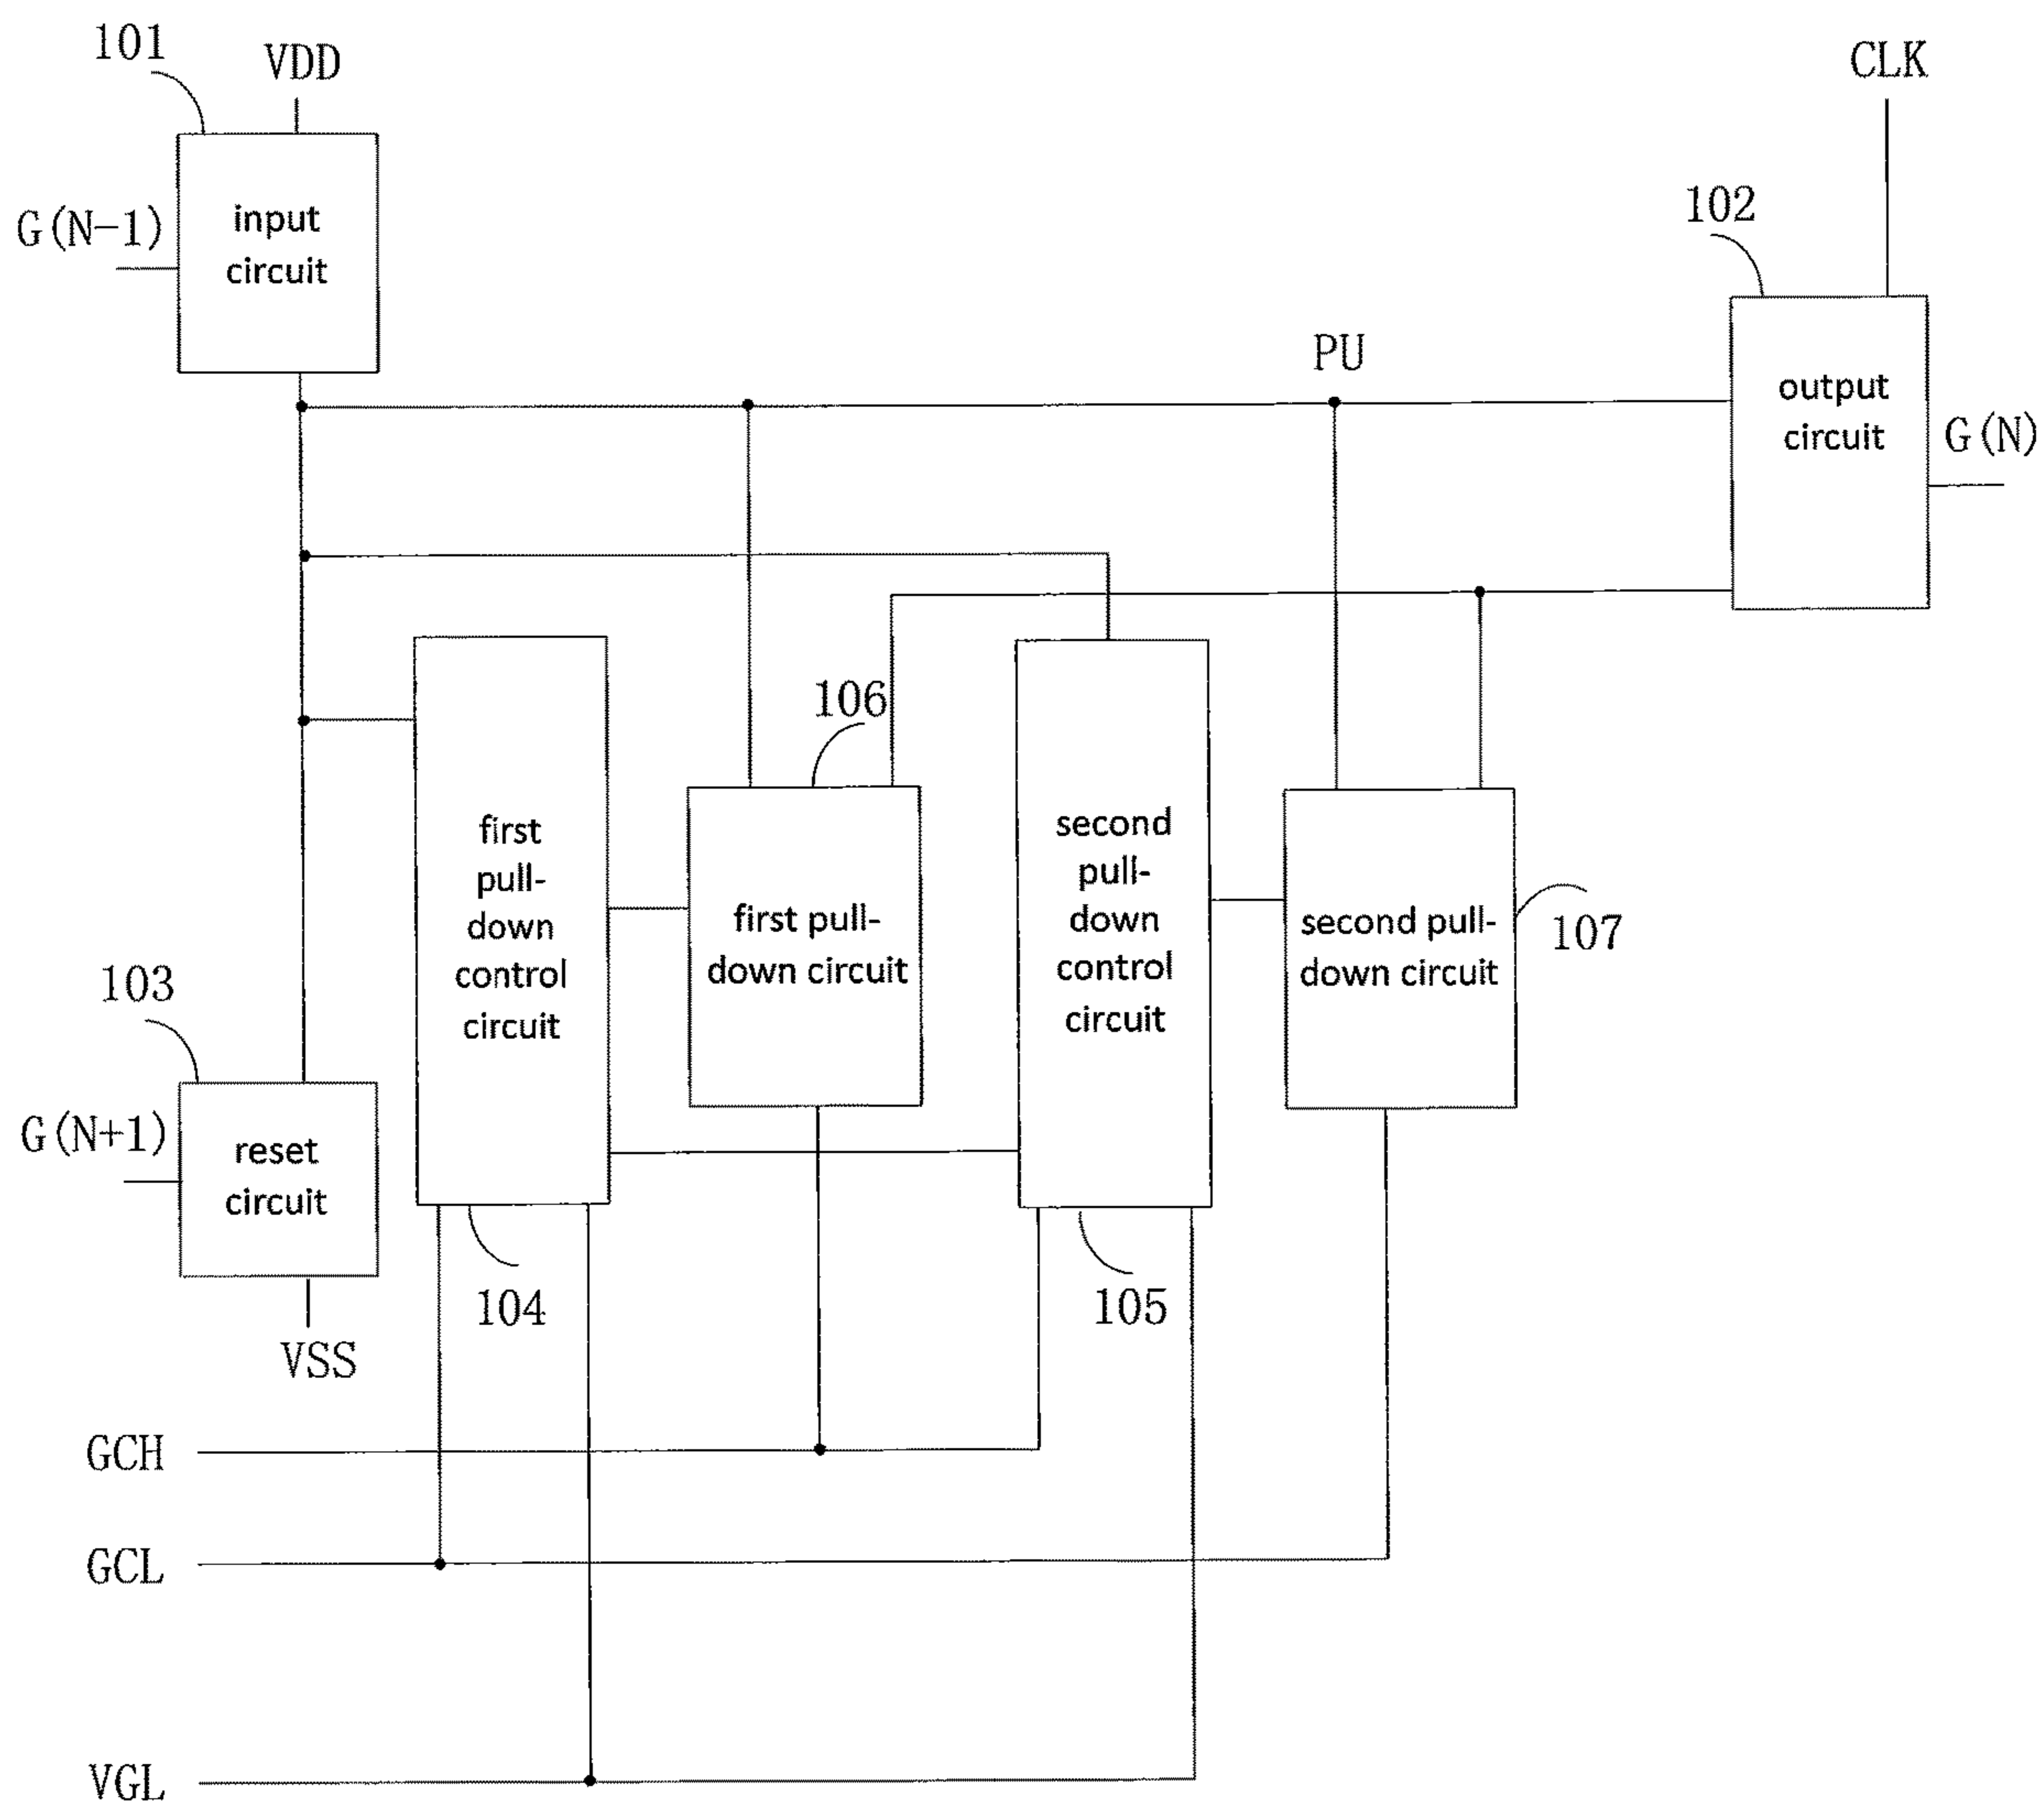 101
VDD
CLK
G(N-1)
input
circuit
102
PU
output
circuit
G(N)
106
first
pull-
down
control
circuit
first pull-
down circuit
second
pull-
down
control
circuit
second pull-
down circuit
107
103
G(N+1)
reset
circuit
104
105
VSS
GCH
GCL
VGL